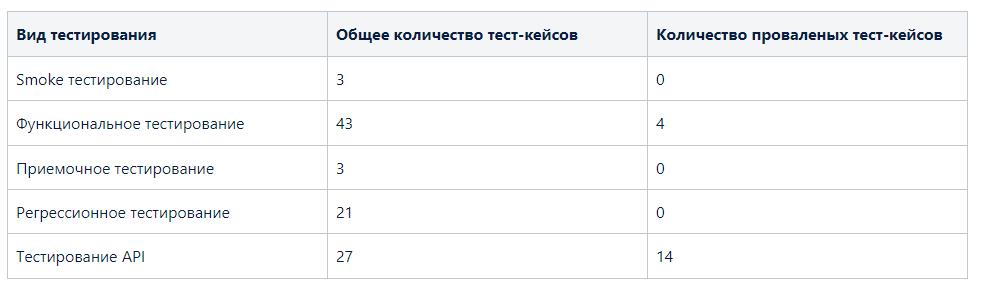 Вид тестирования Общее количество тест-кейсов Количество проваленых тест-кейсов
Smoke тестирование 3 0
Функциональное тестирование 43 4
Приемочное тестирование 3 0
Регрессионное тестирование 21 0
Тестирование API 27 14